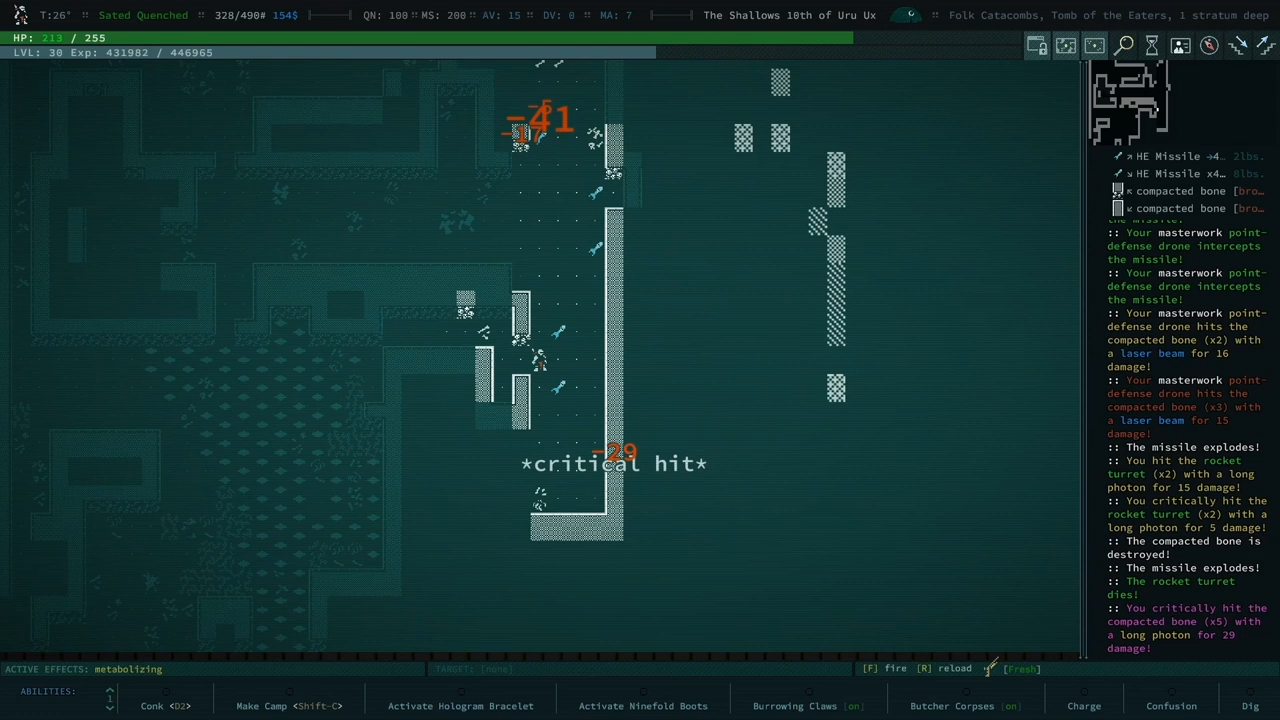 T:26° :: Sated Quenched :: 328/490# 154$ QN: 100 :: MS: 200 :: AV: 15 :: DV: 0 :: MA: 7 The Shallows 10th of Uru Ux :: Folk Catacombs, Tomb of the Eaters, 1 stratum deep
HP: 213 / 255
LVL: 30 Exp: 431982 / 446965
-41
*critical hit*
-29
HE Missile →4… 2lbs.
HE Missile x4… 8lbs.
compacted bone [bro…
compacted bone [bro…
the missile!
:: Your masterwork point-
defense drone intercepts
the missile!
:: Your masterwork point-
defense drone intercepts
the missile!
:: Your masterwork point-
defense drone hits the
compacted bone (x2) with
a laser beam for 16
damage!
:: Your masterwork point-
defense drone hits the
compacted bone (x3) with
a laser beam for 15
damage!
:: The missile explodes!
:: You hit the rocket
turret (x2) with a long
photon for 15 damage!
:: You critically hit the
rocket turret (x2) with a
long photon for 5 damage!
:: The compacted bone is
destroyed!
:: The missile explodes!
:: The rocket turret
dies!
:: You critically hit the
compacted bone (x5) with
a long photon for 29
damage!
ACTIVE EFFECTS: metabolizing
TARGET: [none]
[F] fire [R] reload [Fresh]
ABILITIES: 1 Conk <D2> Make Camp <Shift-C> Activate Hologram Bracelet Activate Ninefold Boots Burrowing Claws [on] Butcher Corpses [on] Charge Confusion Dig